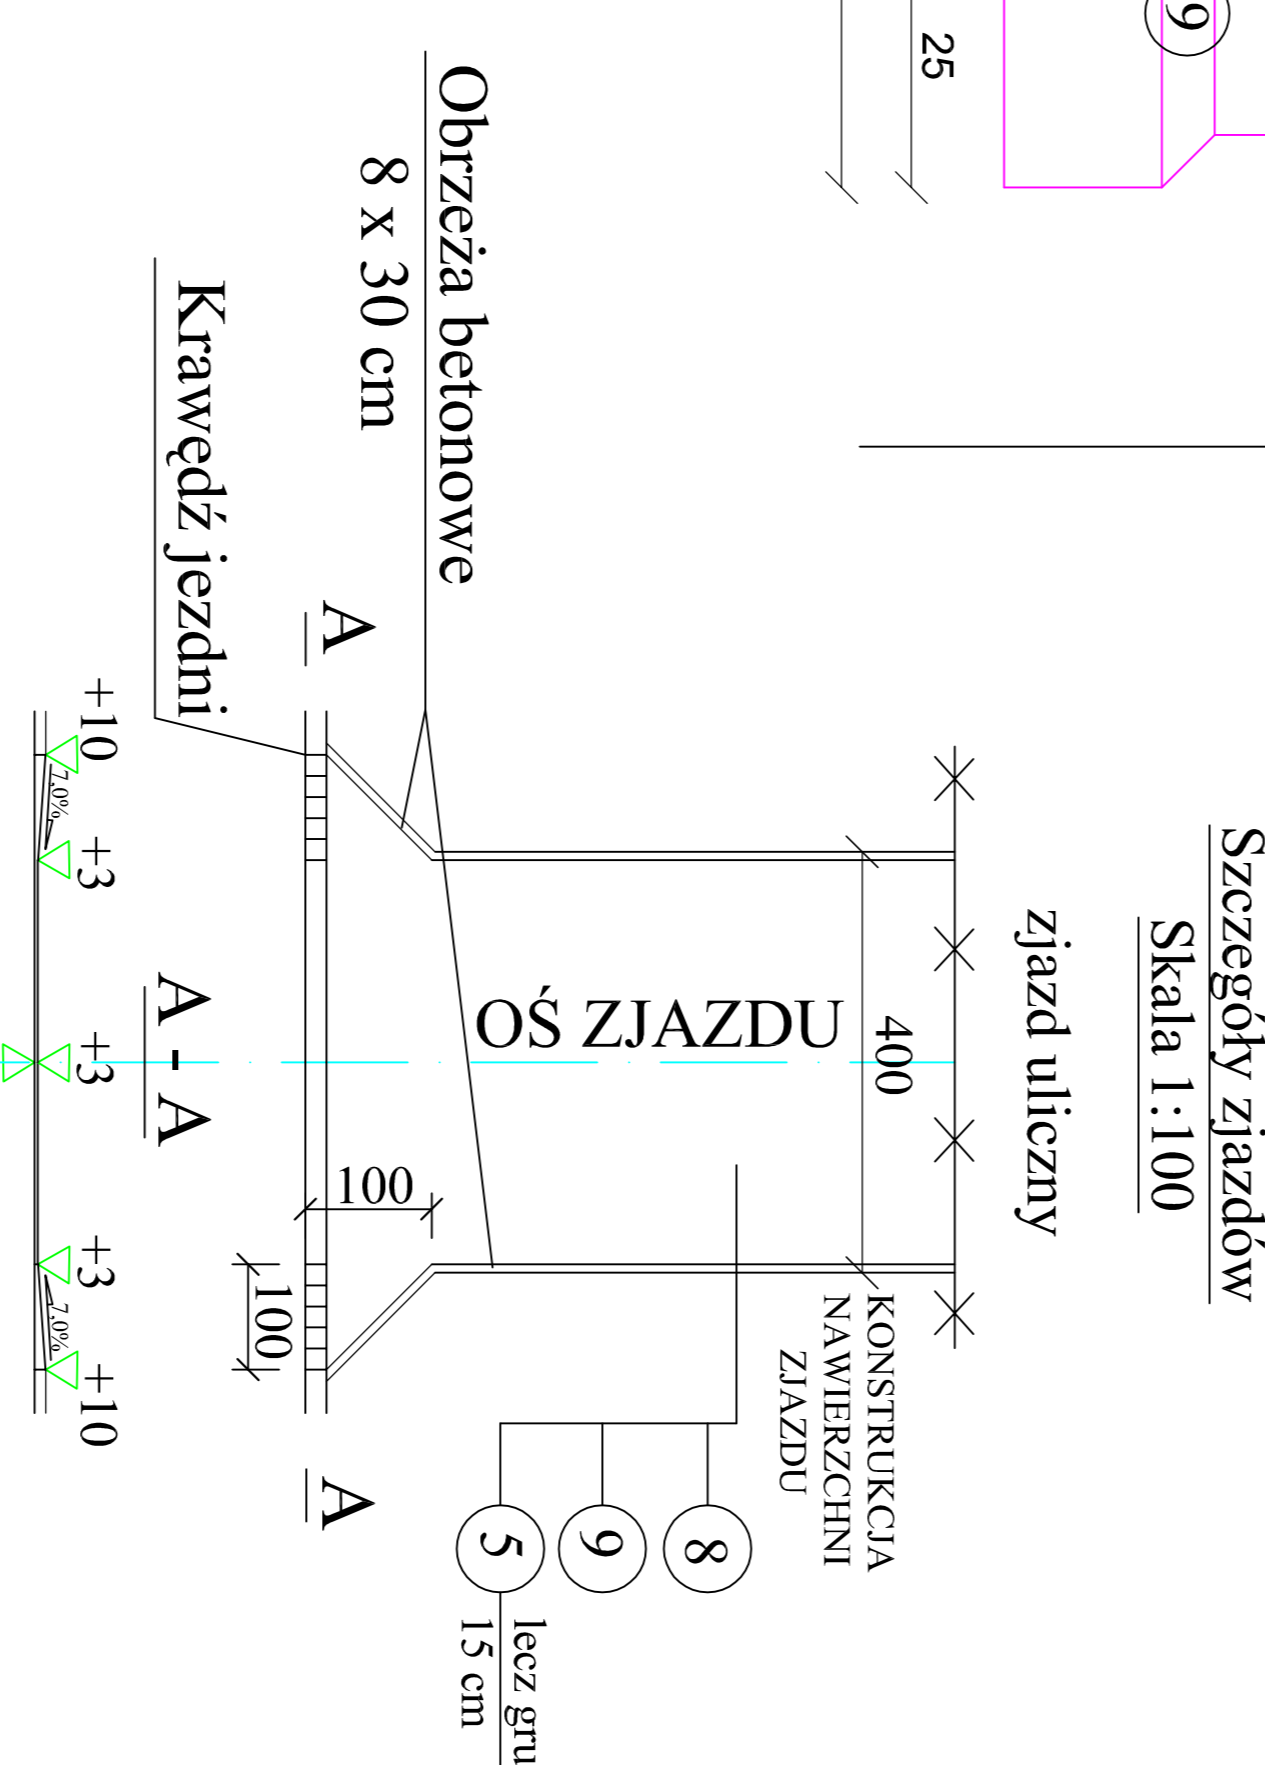 9
25
Szczegóły zjazdów
Skala 1:100
zjazd uliczny
400
OŚ ZJAZDU
KONSTRUKCJA
NAWIERZCHNI
ZJAZDU
8
9
5
lecz gru
15 cm
Obrzeża betonowe
8 x 30 cm
Krawędź jezdni
A
A
100
100
A - A
+10
+3
+3
+3
+10
7,0%
7,0%